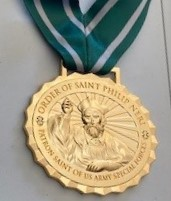 ORDER OF SAINT PHILIP NERI
PATRON SAINT OF US ARMY SPECIAL FORCES